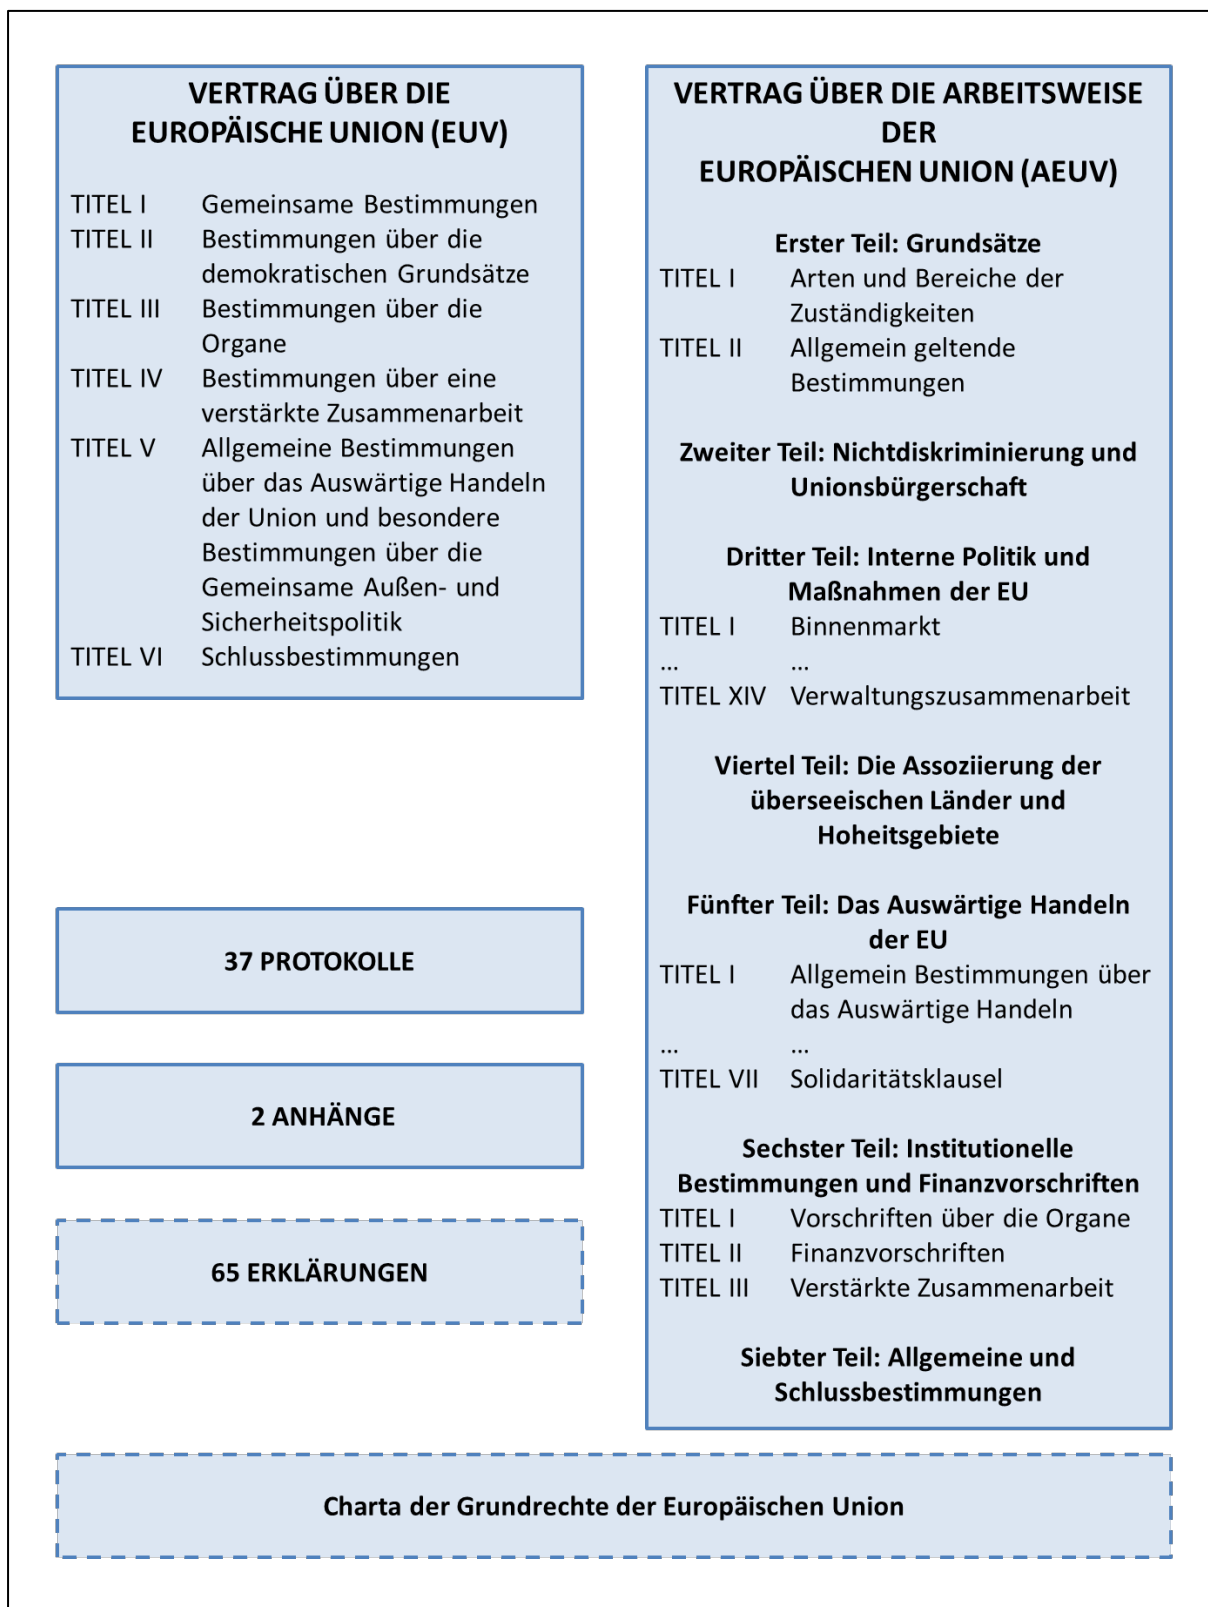 VERTRAG ÜBER DIE
EUROPÄISCHE UNION (EUV)
TITEL I Gemeinsame Bestimmungen
TITEL II Bestimmungen über die
demokratischen Grundsätze
TITEL III Bestimmungen über die
Organe
TITEL IV Bestimmungen über eine
verstärkte Zusammenarbeit
TITEL V Allgemeine Bestimmungen
über das Auswärtige Handeln
der Union und besondere
Bestimmungen über die
Gemeinsame Außen- und
Sicherheitspolitik
TITEL VI Schlussbestimmungen
37 PROTOKOLLE
2 ANHÄNGE
65 ERKLÄRUNGEN
VERTRAG ÜBER DIE ARBEITSWEISE
DER
EUROPÄISCHEN UNION (AEUV)
Erster Teil: Grundsätze
TITEL I Arten und Bereiche der
Zuständigkeiten
TITEL II Allgemein geltende
Bestimmungen
Zweiter Teil: Nichtdiskriminierung und
Unionsbürgerschaft
Dritter Teil: Interne Politik und
Maßnahmen der EU
TITEL I Binnenmarkt
... ...
TITEL XIV Verwaltungszusammenarbeit
Viertel Teil: Die Assoziierung der
überseeischen Länder und
Hoheitsgebiete
Fünfter Teil: Das Auswärtige Handeln
der EU
TITEL I Allgemein Bestimmungen über
das Auswärtige Handeln
... ...
TITEL VII Solidaritätsklausel
Sechster Teil: Institutionelle
Bestimmungen und Finanzvorschriften
TITEL I Vorschriften über die Organe
TITEL II Finanzvorschriften
TITEL III Verstärkte Zusammenarbeit
Siebter Teil: Allgemeine und
Schlussbestimmungen
Charta der Grundrechte der Europäischen Union